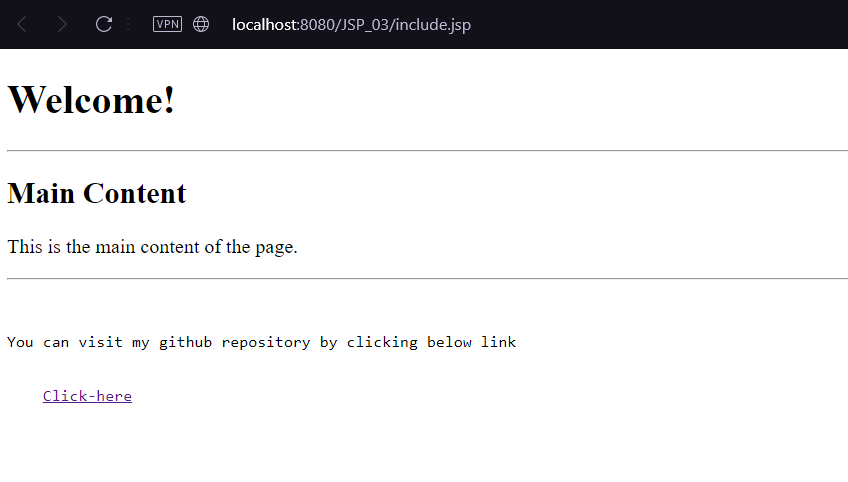 VPN localhost:8080/JSP_03/include.jsp
Welcome!
Main Content
This is the main content of the page.
You can visit my github repository by clicking below link
Click-here